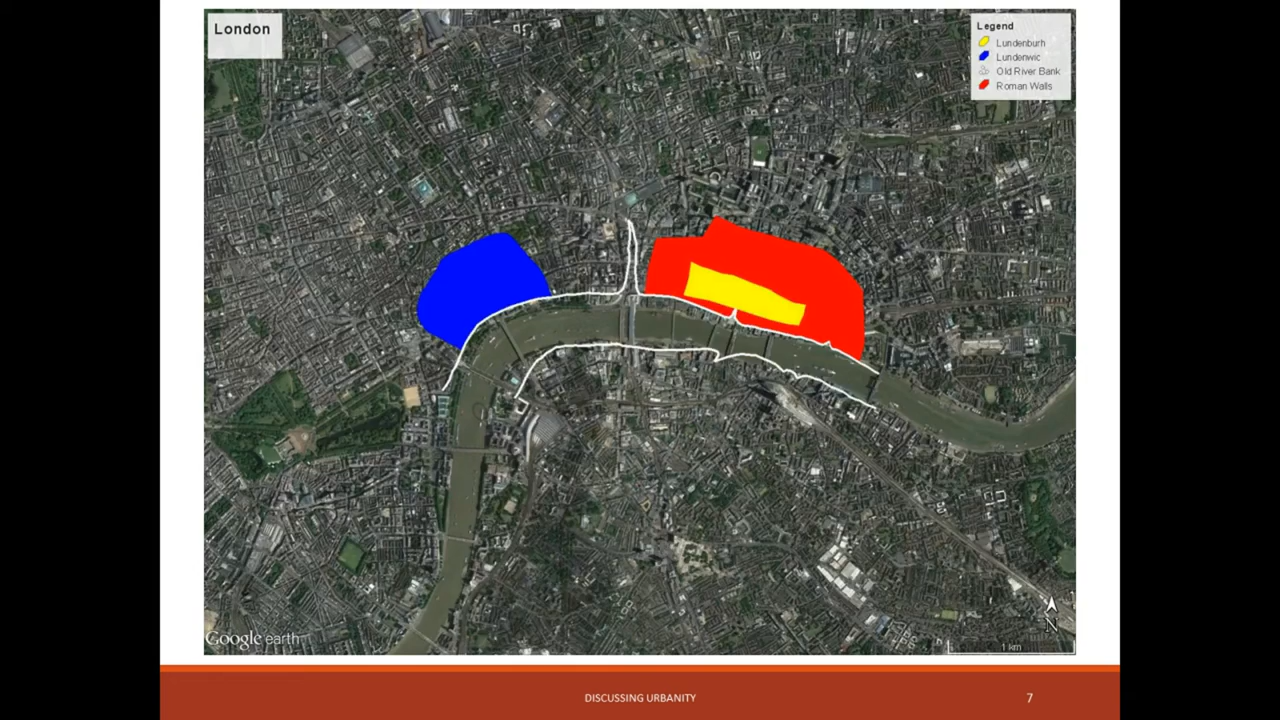 London
Legend
Lundenburh
Lundenwic
Old River Bank
Roman Walls
N
Google earth
1 km
DISCUSSING URBANITY
7